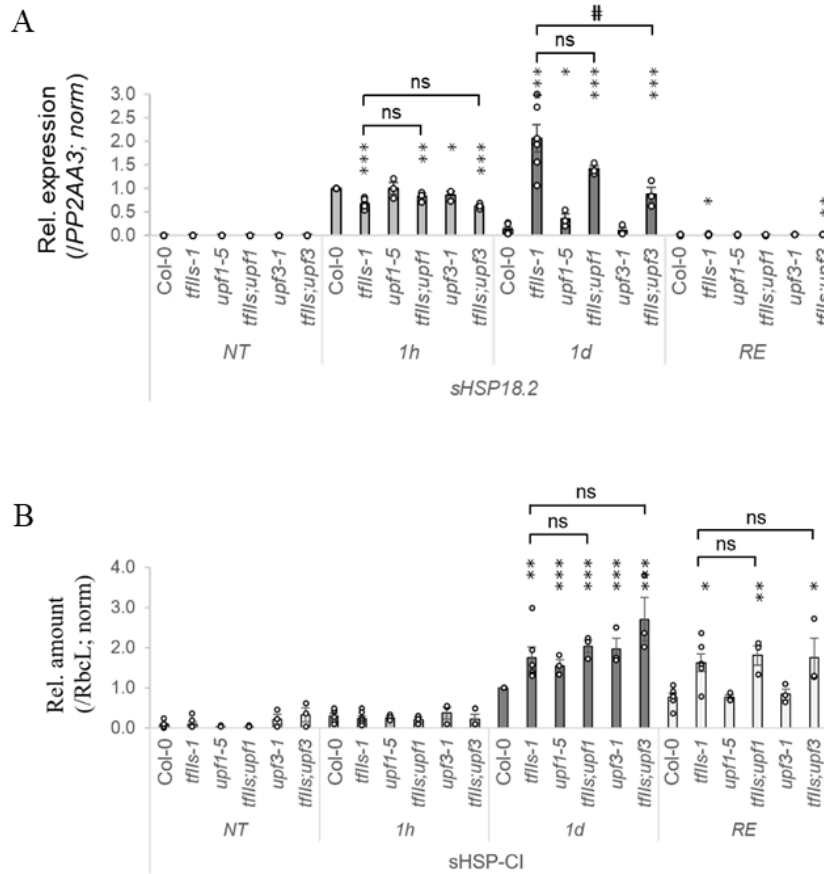 A
#
ns
***
*
***
***
ns
ns
***
**
*
***
*
**
Rel. expression
(/PP2AA3; norm)
3.0
2.5
2.0
1.5
1.0
0.5
0.0
Col-0 tfIIs-1 upf1-5 tfIIs;upf1 upf3-1 tfIIs;upf3 Col-0 tfIIs-1 upf1-5 tfIIs;upf1 upf3-1 tfIIs;upf3 Col-0 tfIIs-1 upf1-5 tfIIs;upf1 upf3-1 tfIIs;upf3 Col-0 tfIIs-1 upf1-5 tfIIs;upf1 upf3-1 tfIIs;upf3
NT 1h 1d RE
sHSP18.2
B
ns
ns
ns
ns
**
***
***
***
***
*
**
*
Rel. amount
(/RbcL; norm)
4.0
3.0
2.0
1.0
0.0
Col-0 tfIIs-1 upf1-5 tfIIs;upf1 upf3-1 tfIIs;upf3 Col-0 tfIIs-1 upf1-5 tfIIs;upf1 upf3-1 tfIIs;upf3 Col-0 tfIIs-1 upf1-5 tfIIs;upf1 upf3-1 tfIIs;upf3 Col-0 tfIIs-1 upf1-5 tfIIs;upf1 upf3-1 tfIIs;upf3
NT 1h 1d RE
sHSP-CI